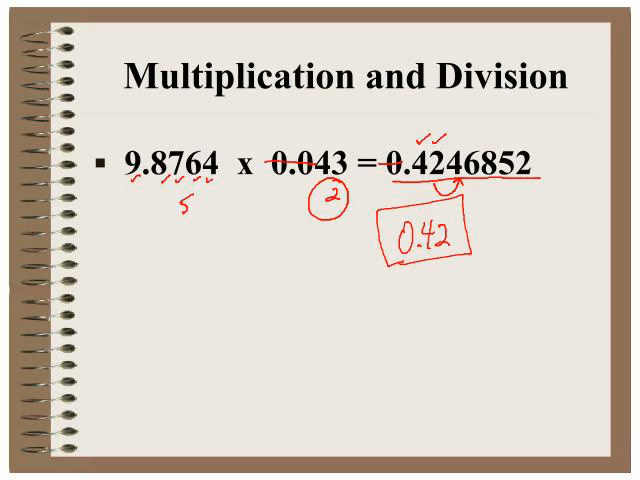 Multiplication and Division
▪ 9.8764 x 0.043 = 0.4246852
5 2
0.42